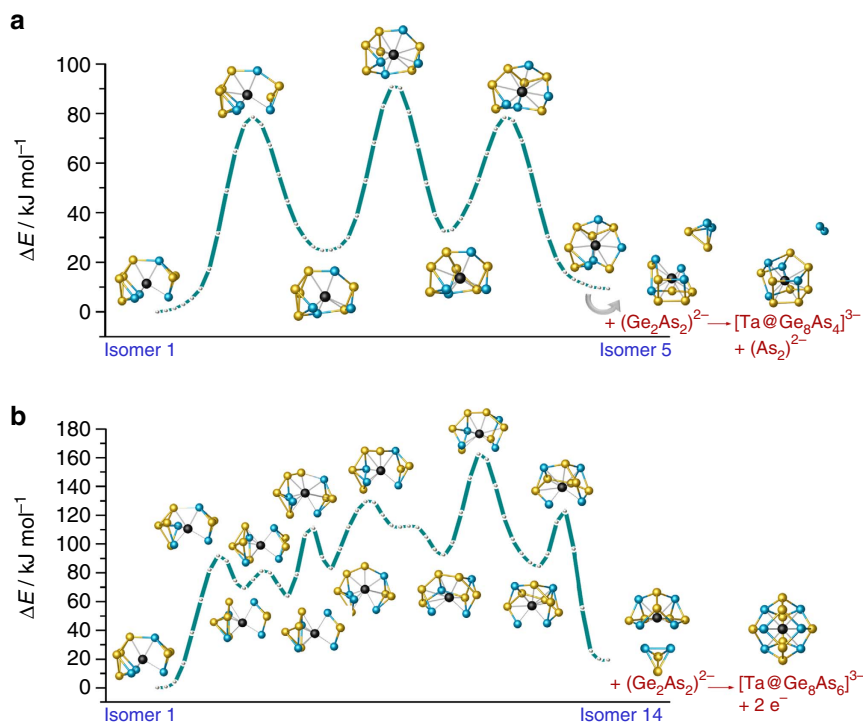 a
ΔE / kJ mol⁻¹
100
80
60
40
20
0
+ (Ge₂As₂)²⁻ → [Ta@Ge₈As₄]³⁻
+ (As₂)²⁻
Isomer 1
Isomer 5
b
ΔE / kJ mol⁻¹
180
160
140
120
100
80
60
40
20
0
+ (Ge₂As₂)²⁻ → [Ta@Ge₈As₆]³⁻
+ 2 e⁻
Isomer 1
Isomer 14